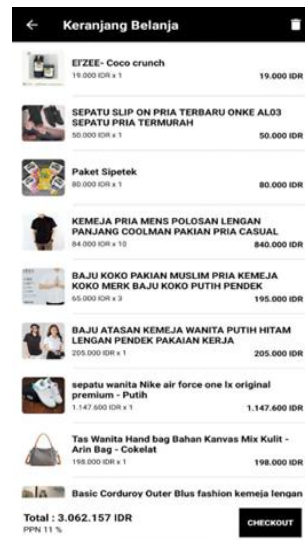 Keranjang Belanja
El'ZEE- Coco crunch
19.000 IDR x 1
19.000 IDR
SEPATU SLIP ON PRIA TERBARU ONKE AL03
SEPATU PRIA TERMURAH
50.000 IDR x 1
50.000 IDR
Paket Sipetek
80.000 IDR x 1
80.000 IDR
KEMEJA PRIA MENS POLOSAN LENGAN
PANJANG COOLMAN PAKIAN PRIA CASUAL
84.000 IDR x 10
840.000 IDR
BAJU KOKO PAKIAN MUSLIM PRIA KEMEJA
KOKO MERK BAJU KOKO PUTIH PENDEK
65.000 IDR x 3
195.000 IDR
BAJU ATASAN KEMEJA WANITA PUTIH HITAM
LENGAN PENDEK PAKAIAN KERJA
205.000 IDR x 1
205.000 IDR
sepatu wanita Nike air force one lx original
premium - Putih
1.147.600 IDR x 1
1.147.600 IDR
Tas Wanita Hand bag Bahan Kanvas Mix Kulit -
Arin Bag - Cokelat
198.000 IDR x 1
198.000 IDR
Basic Corduroy Outer Blus fashion kemeja lengan
Total : 3.062.157 IDR
PPN 11 %
CHECKOUT